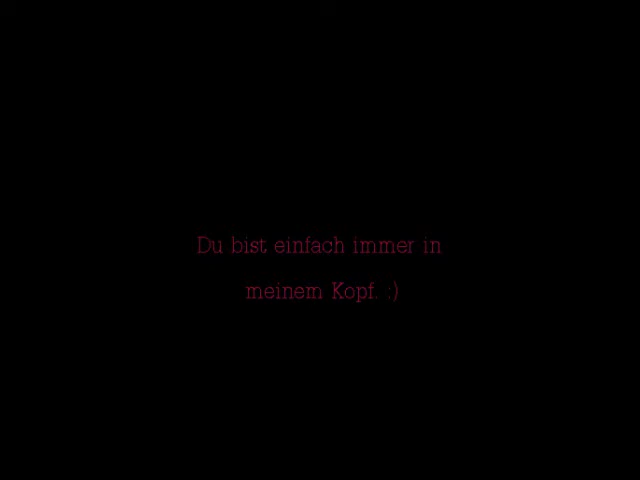 Du bist einfach immer in
meinem Kopf. :)